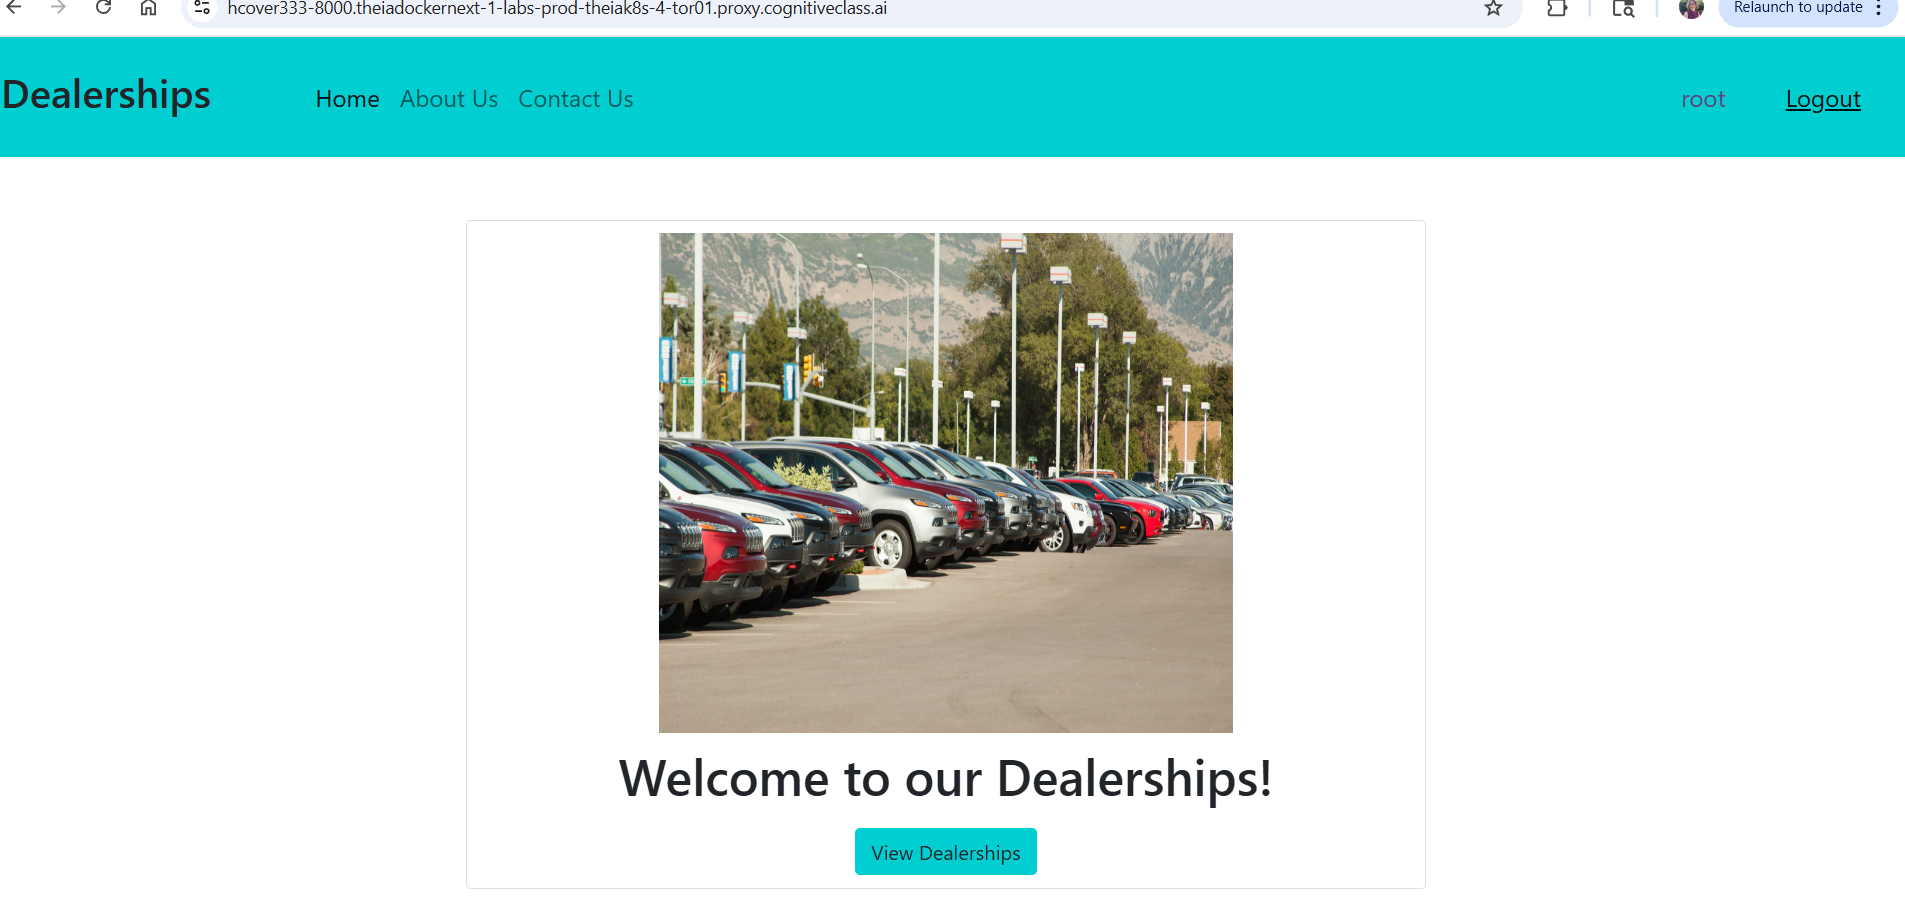 hcover333-8000.theiadockernext-1-labs-prod-theiak8s-4-tor01.proxy.cognitiveclass.ai
Relaunch to update
Dealerships
Home
About Us
Contact Us
root
Logout
Welcome to our Dealerships!
View Dealerships